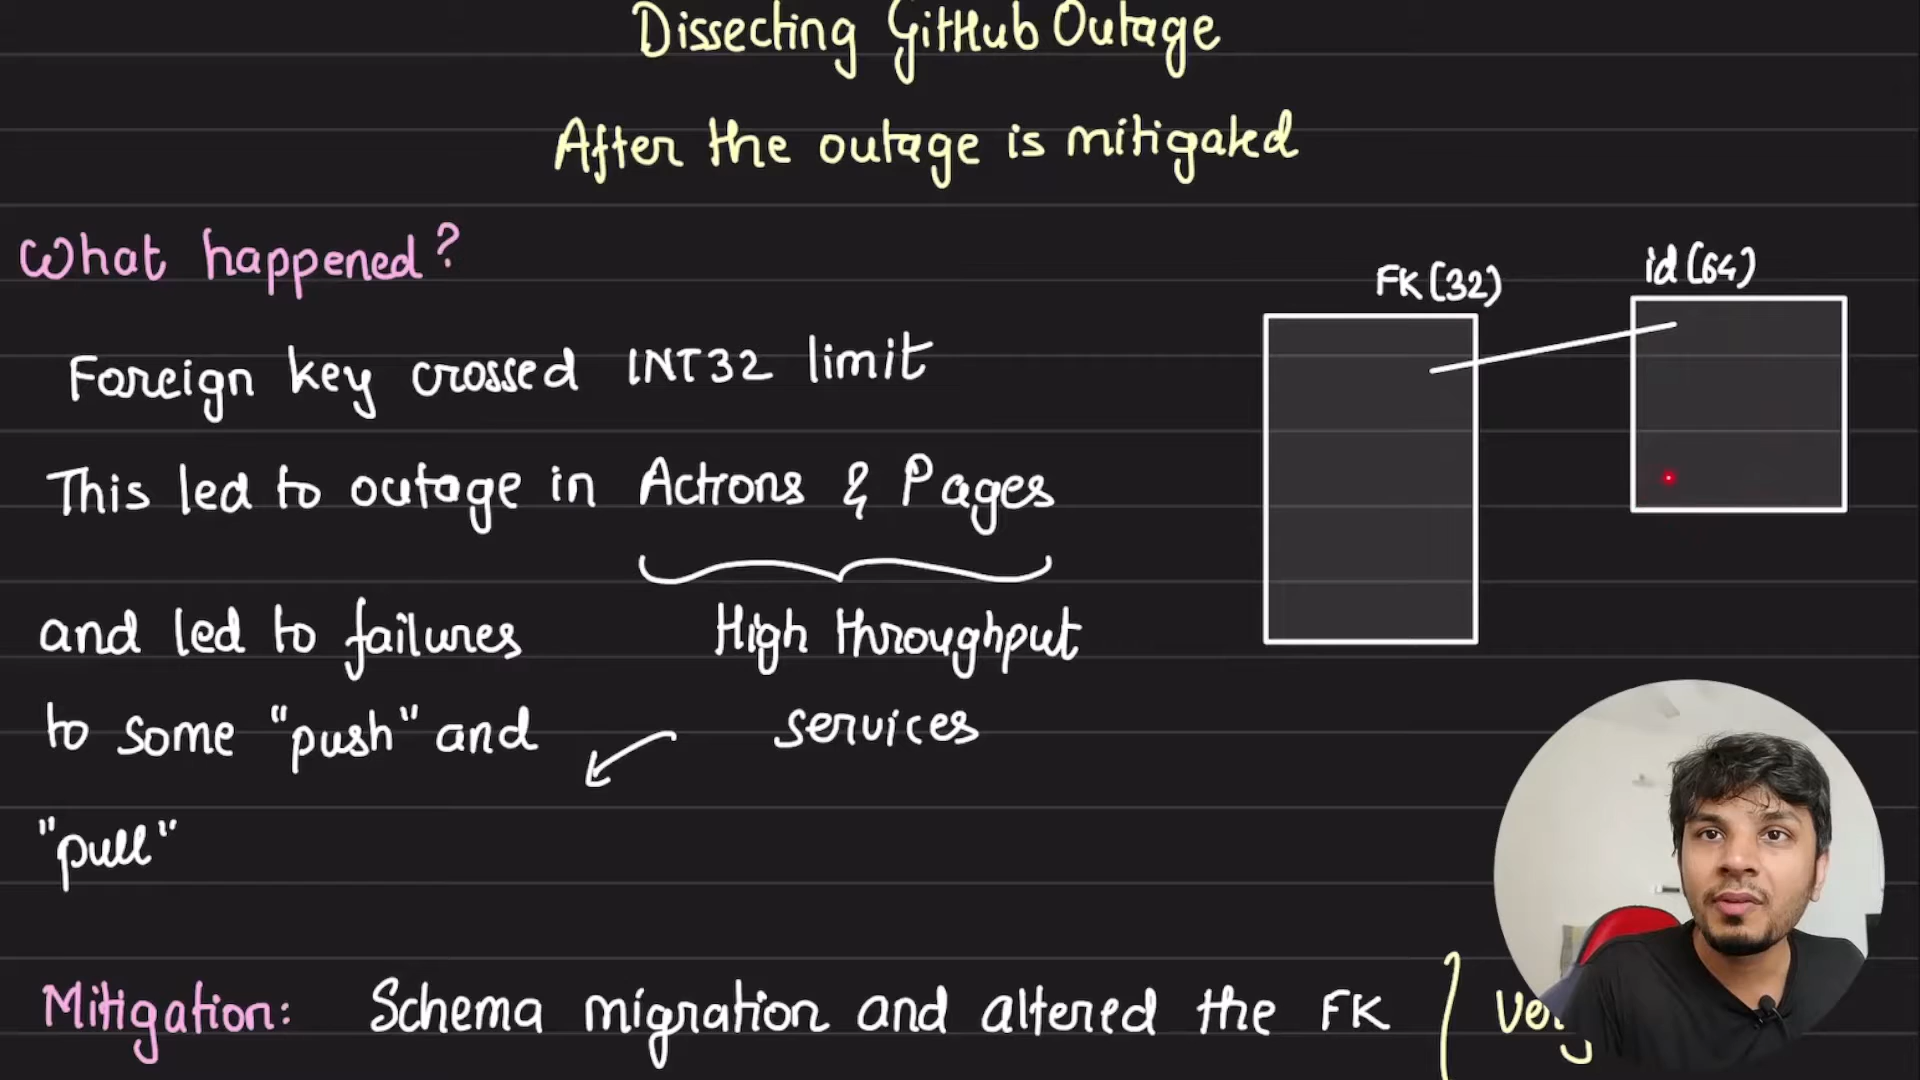 Dissecting GitHub Outage
After the outage is mitigated
What happened?
FK (32)
id (64)
Foreign key crossed INT32 limit
This led to outage in Actions & Pages
and led to failures
High throughput
to some "push" and
services
"pull"
Mitigation: Schema migration and altered the FK